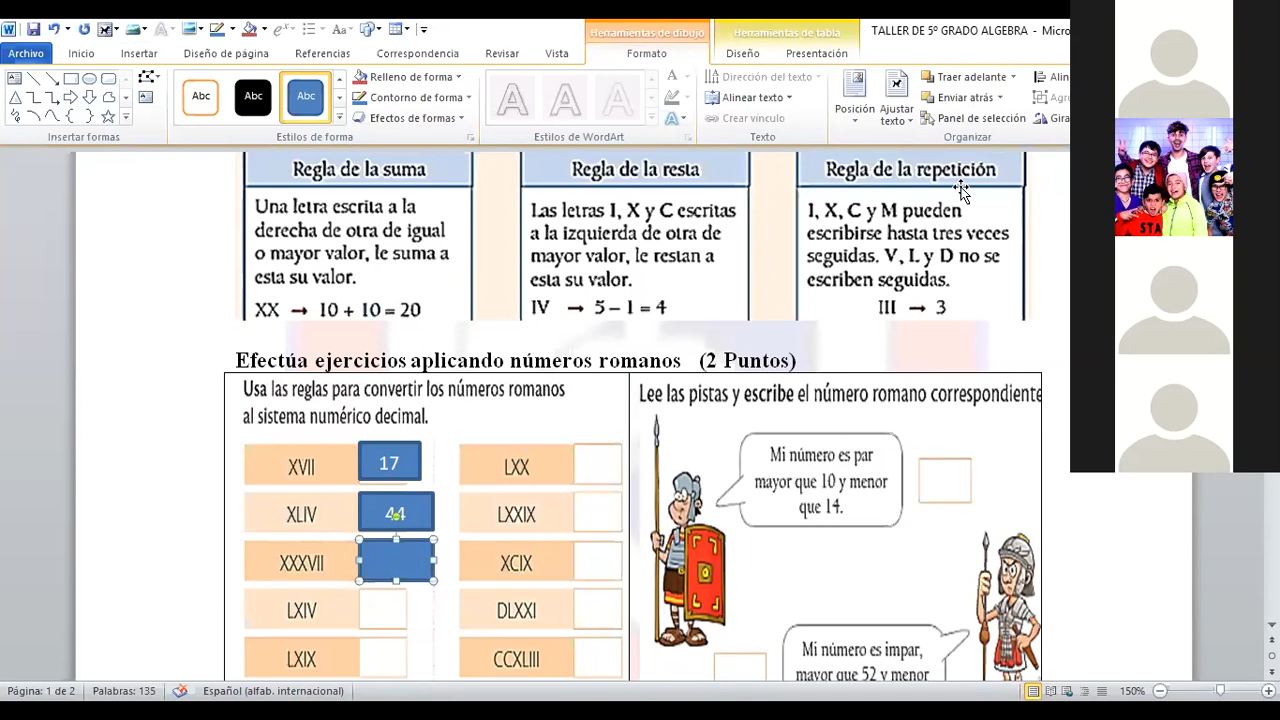 TALLER DE 5º GRADO ALGEBRA - Micro
Herramientas de dibujo
Herramientas de tabla
Archivo
Inicio
Insertar
Diseño de página
Referencias
Correspondencia
Revisar
Vista
Formato
Diseño
Presentación
Abc
Abc
Abc
Relleno de forma
Contorno de forma
Efectos de formas
Dirección del texto
Alinear texto
Crear vínculo
Posición
Ajustar
texto
Traer adelante
Enviar atrás
Panel de selección
Alin
Agru
Gira
Insertar formas
Estilos de forma
Estilos de WordArt
Texto
Organizar
Regla de la suma
Una letra escrita a la
derecha de otra de igual
o mayor valor, le suma a
esta su valor.
XX → 10 + 10 = 20
Regla de la resta
Las letras I, X y C escritas
a la izquierda de otra de
mayor valor, le restan a
esta su valor.
IV → 5 – 1 = 4
Regla de la repetición
I, X, C y M pueden
escribirse hasta tres veces
seguidas. V, L y D no se
escriben seguidas.
III → 3
Efectúa ejercicios aplicando números romanos (2 Puntos)
Usa las reglas para convertir los números romanos
al sistema numérico decimal.
XVII 17
XLIV 44
XXXVII
LXIV
LXIX
LXX
LXXIX
XCIX
DLXXI
CCXLIII
Lee las pistas y escribe el número romano correspondiente
Mi número es par
mayor que 10 y menor
que 14.
Mi número es impar,
mayor que 52 y menor
STA
Página: 1 de 2
Palabras: 135
Español (alfab. internacional)
150%